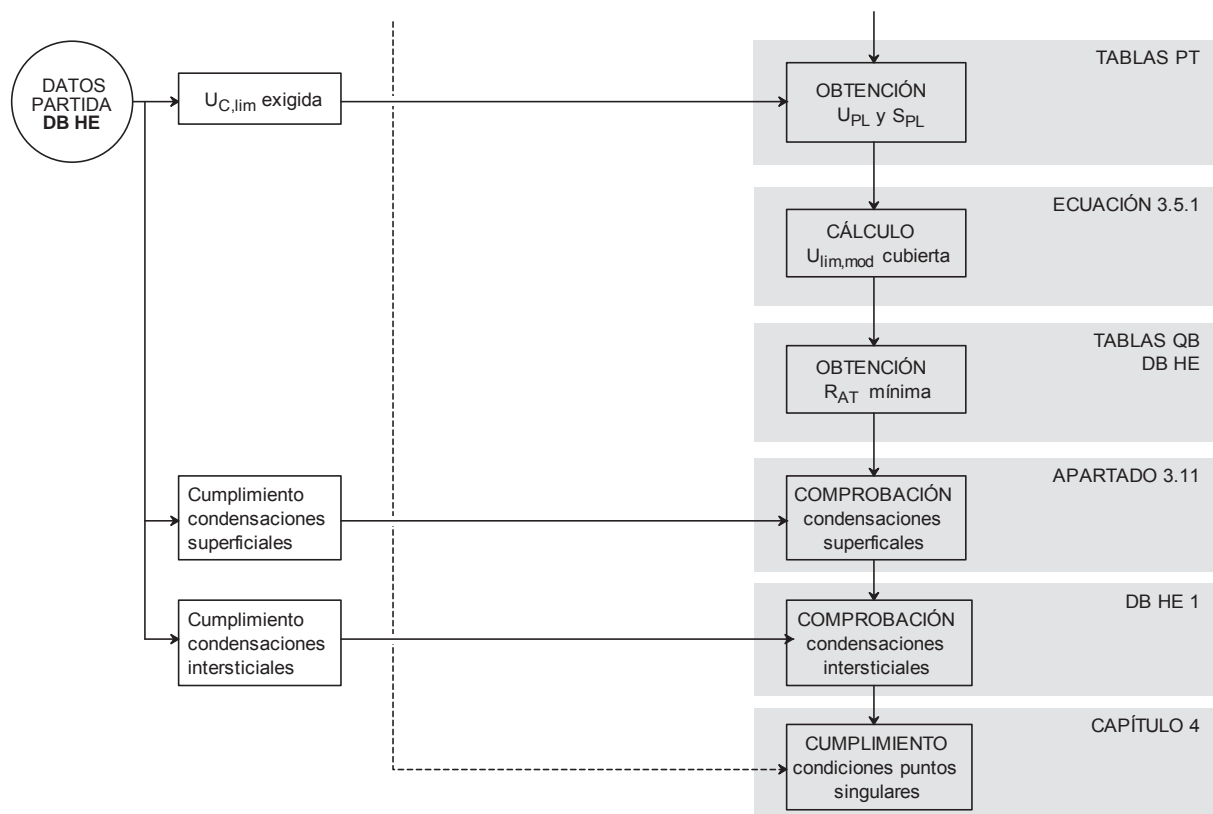 DATOS
PARTIDA
DB HE
U_C,lim exigida
TABLAS PT
OBTENCIÓN
U_PL y S_PL
ECUACIÓN 3.5.1
CÁLCULO
U_lim,mod cubierta
TABLAS QB
DB HE
OBTENCIÓN
R_AT mínima
APARTADO 3.11
Cumplimiento
condensaciones
superficiales
COMPROBACIÓN
condensaciones
superficales
DB HE 1
Cumplimiento
condensaciones
intersticiales
COMPROBACIÓN
condensaciones
intersticiales
CAPÍTULO 4
CUMPLIMIENTO
condiciones puntos
singulares